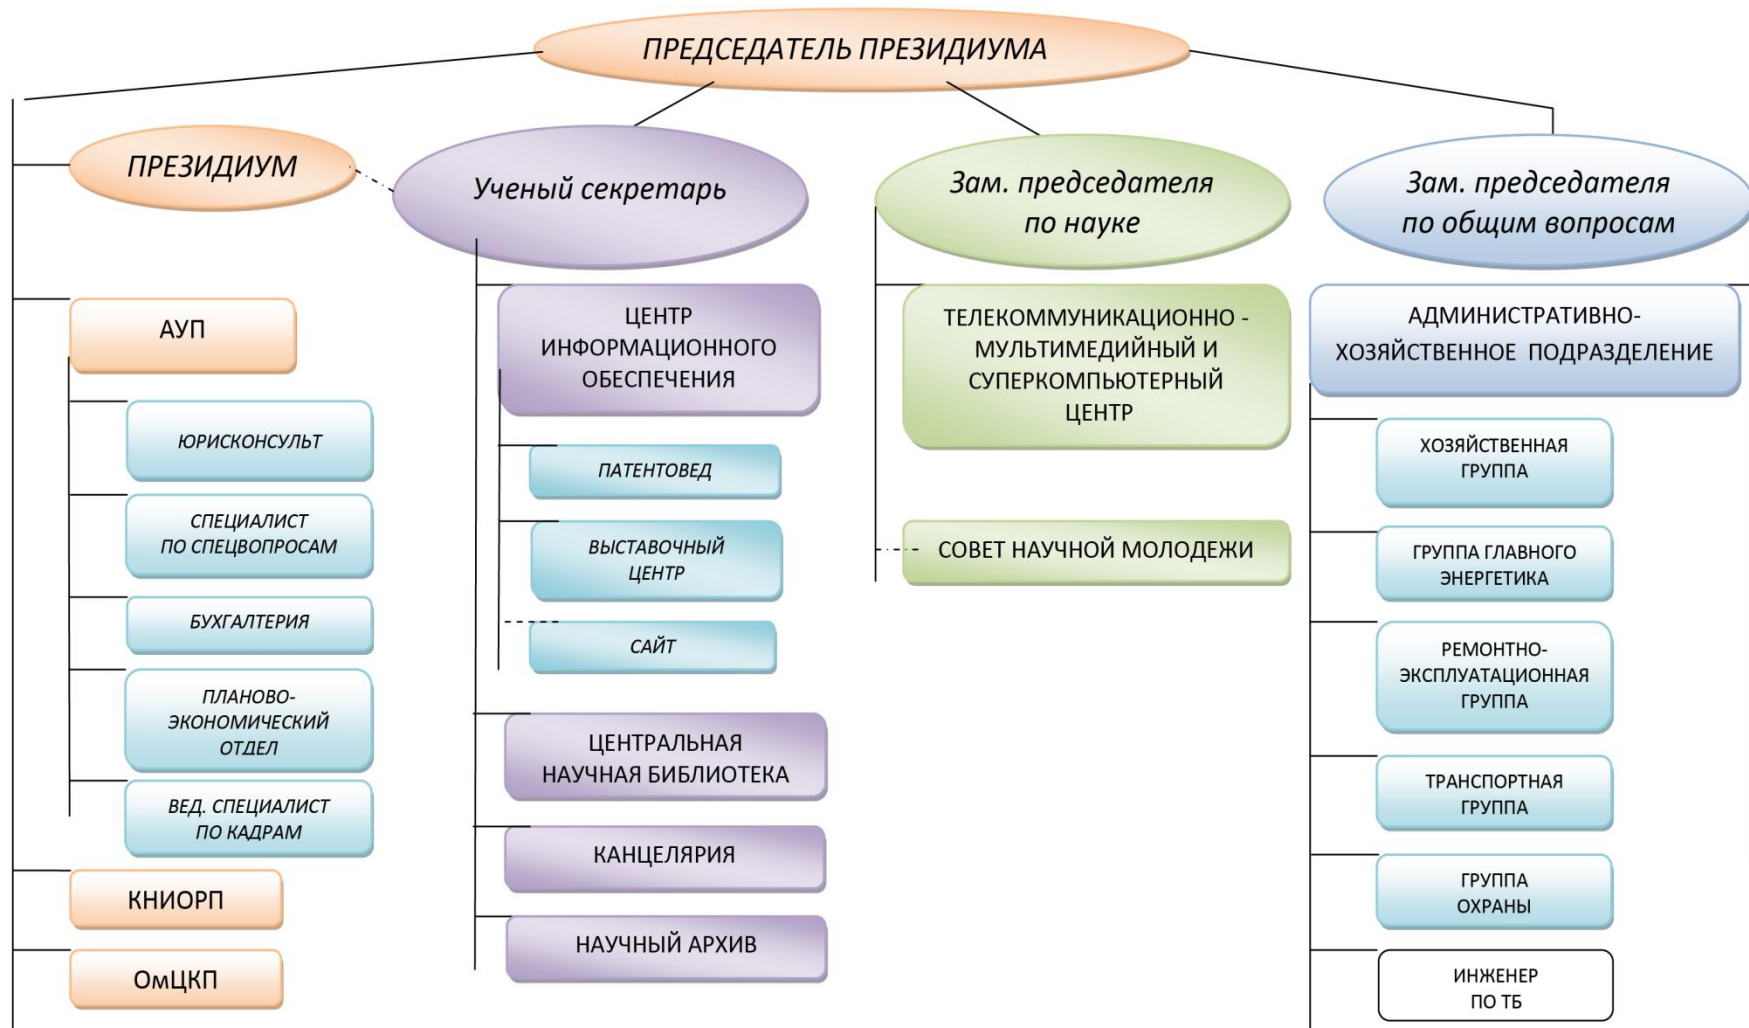 ПРЕДСЕДАТЕЛЬ ПРЕЗИДИУМА
ПРЕЗИДИУМ
Ученый секретарь
Зам. председателя
по науке
Зам. председателя
по общим вопросам
АУП
ЮРИСКОНСУЛЬТ
СПЕЦИАЛИСТ
ПО СПЕЦВОПРОСАМ
БУХГАЛТЕРИЯ
ПЛАНОВО-
ЭКОНОМИЧЕСКИЙ
ОТДЕЛ
ВЕД. СПЕЦИАЛИСТ
ПО КАДРАМ
КНИОРП
ОмЦКП
ЦЕНТР
ИНФОРМАЦИОННОГО
ОБЕСПЕЧЕНИЯ
ПАТЕНТОВЕД
ВЫСТАВОЧНЫЙ
ЦЕНТР
САЙТ
ЦЕНТРАЛЬНАЯ
НАУЧНАЯ БИБЛИОТЕКА
КАНЦЕЛЯРИЯ
НАУЧНЫЙ АРХИВ
ТЕЛЕКОММУНИКАЦИОННО -
МУЛЬТИМЕДИЙНЫЙ И
СУПЕРКОМПЬЮТЕРНЫЙ
ЦЕНТР
СОВЕТ НАУЧНОЙ МОЛОДЕЖИ
АДМИНИСТРАТИВНО-
ХОЗЯЙСТВЕННОЕ ПОДРАЗДЕЛЕНИЕ
ХОЗЯЙСТВЕННАЯ
ГРУППА
ГРУППА ГЛАВНОГО
ЭНЕРГЕТИКА
РЕМОНТНО-
ЭКСПЛУАТАЦИОННАЯ
ГРУППА
ТРАНСПОРТНАЯ
ГРУППА
ГРУППА
ОХРАНЫ
ИНЖЕНЕР
ПО ТБ